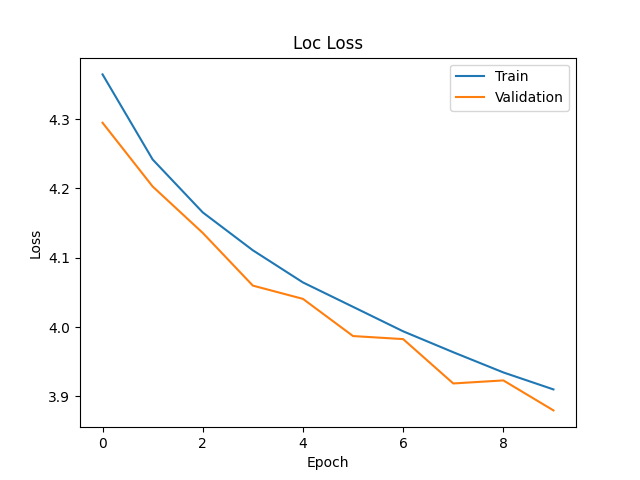 Loc Loss
Train
Validation
4.3
4.2
4.1
4.0
3.9
Loss
0 2 4 6 8
Epoch